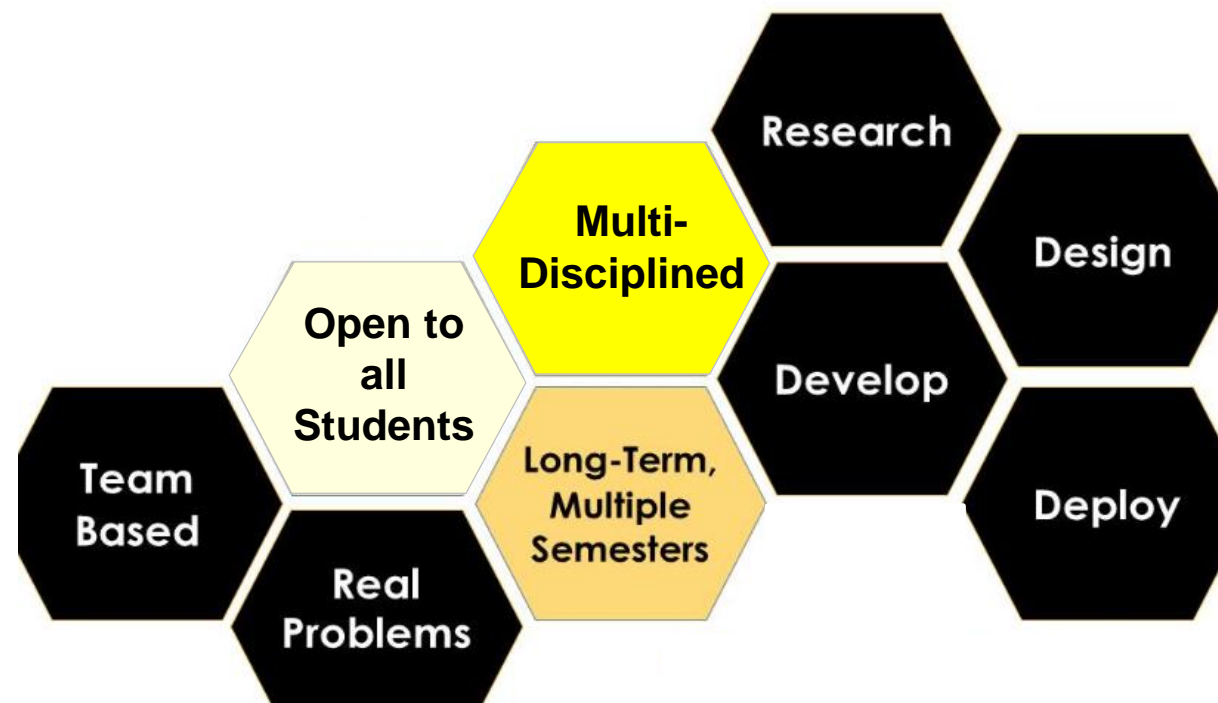 Team
Based
Open to
all
Students
Real
Problems
Multi-
Disciplined
Long-Term,
Multiple
Semesters
Research
Develop
Design
Deploy